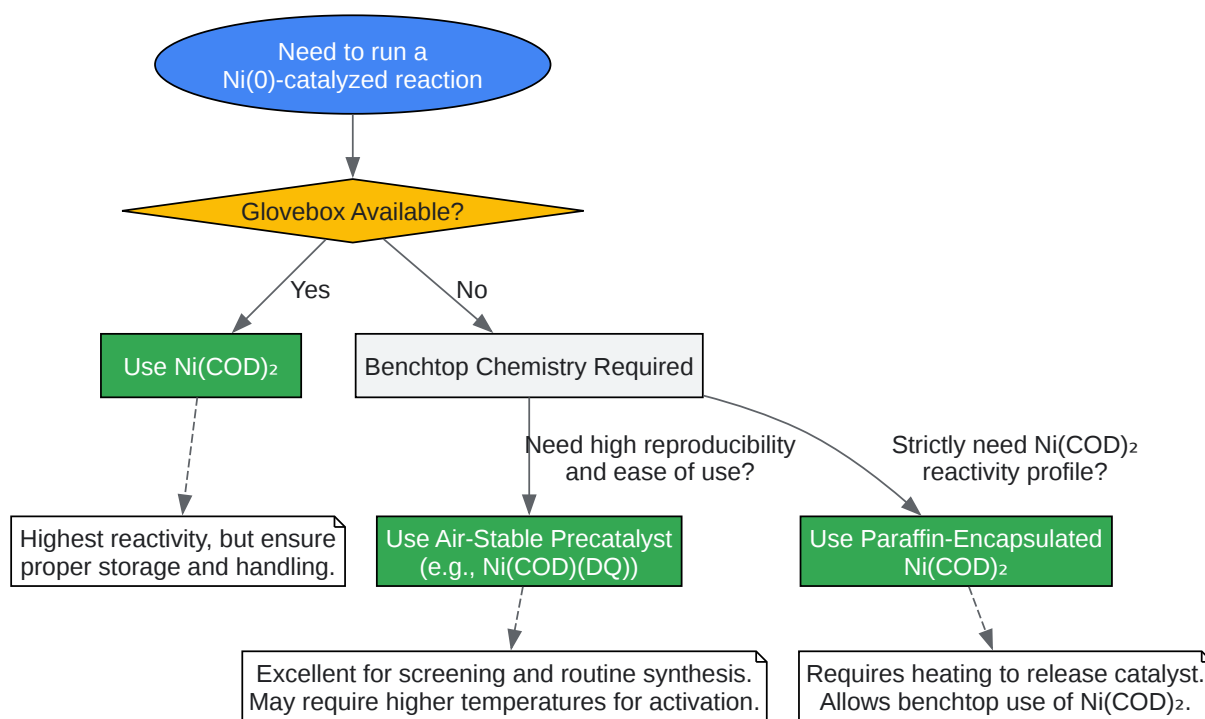 Need to run a
Ni(0)-catalyzed reaction
Glovebox Available?
Yes
No
Use Ni(COD)₂
Benchtop Chemistry Required
Need high reproducibility
and ease of use?
Strictly need Ni(COD)₂
reactivity profile?
Highest reactivity, but ensure
proper storage and handling.
Use Air-Stable Precatalyst
(e.g., Ni(COD)(DQ))
Use Paraffin-Encapsulated
Ni(COD)₂
Excellent for screening and routine synthesis.
May require higher temperatures for activation.
Requires heating to release catalyst.
Allows benchtop use of Ni(COD)₂.